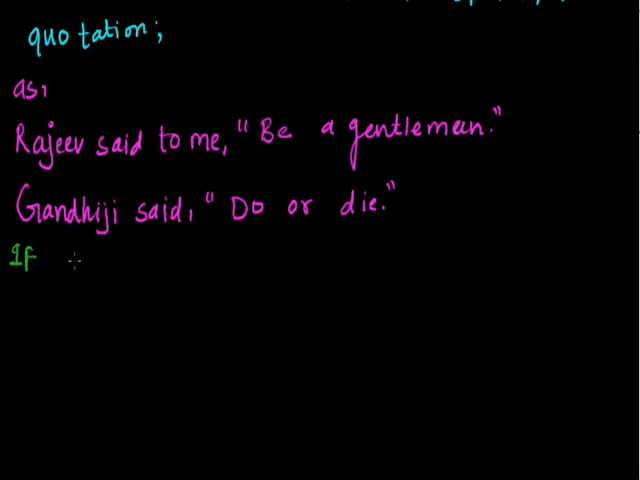 quotation;
as,
Rajeev said to me, "Be a gentleman."
Gandhiji said, "Do or die."
If